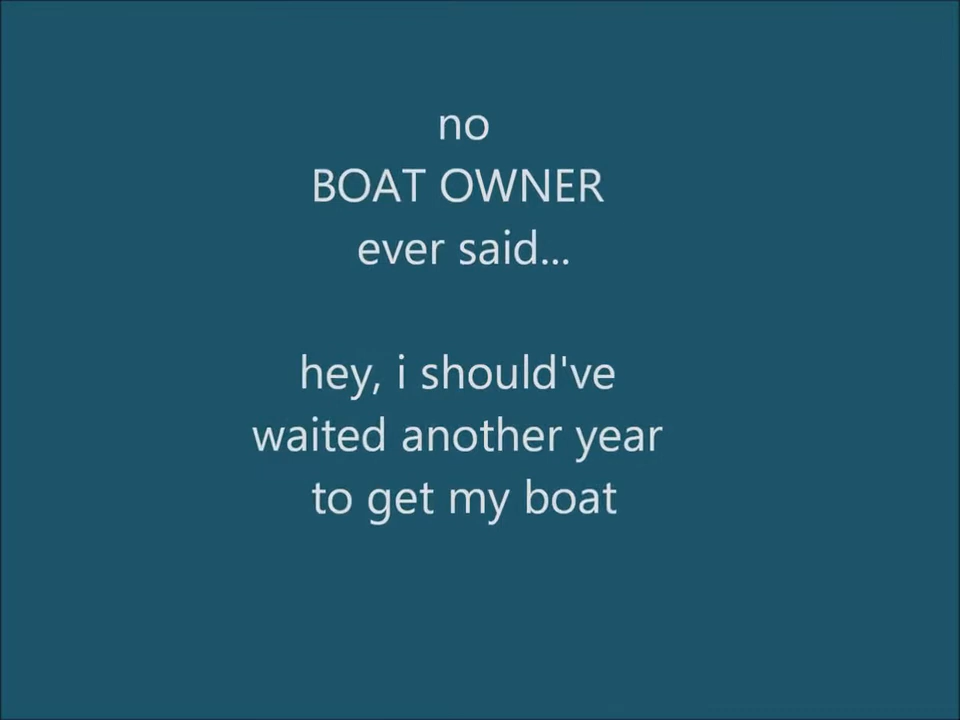 no
BOAT OWNER
ever said...
hey, i should've
waited another year
to get my boat